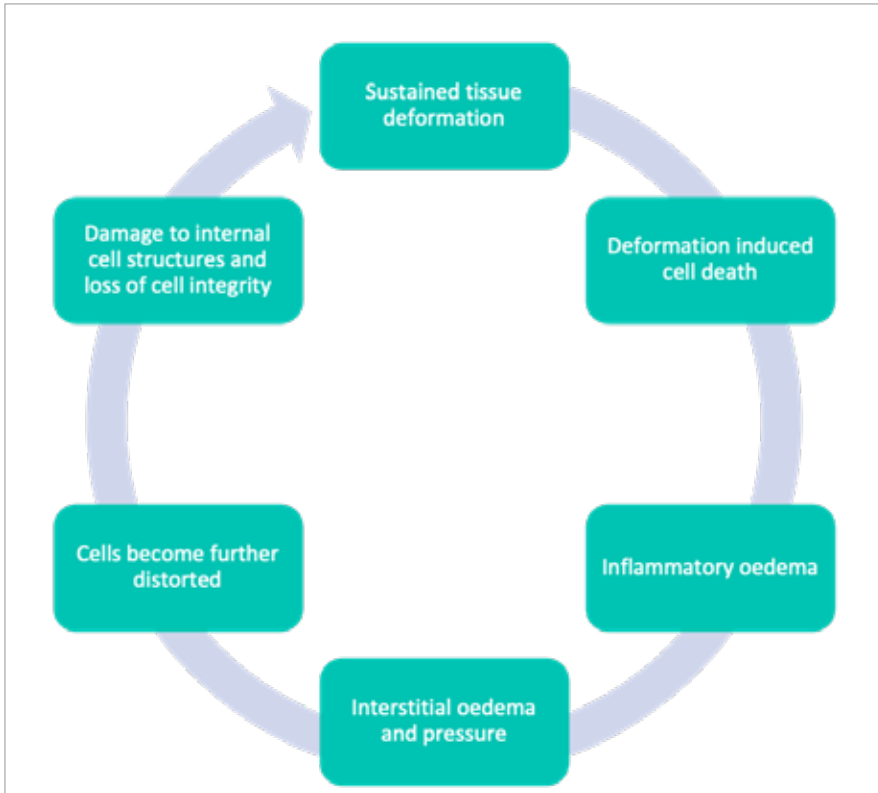 Sustained tissue
deformation
Deformation induced
cell death
Inflammatory oedema
Interstitial oedema
and pressure
Cells become further
distorted
Damage to internal
cell structures and
loss of cell integrity